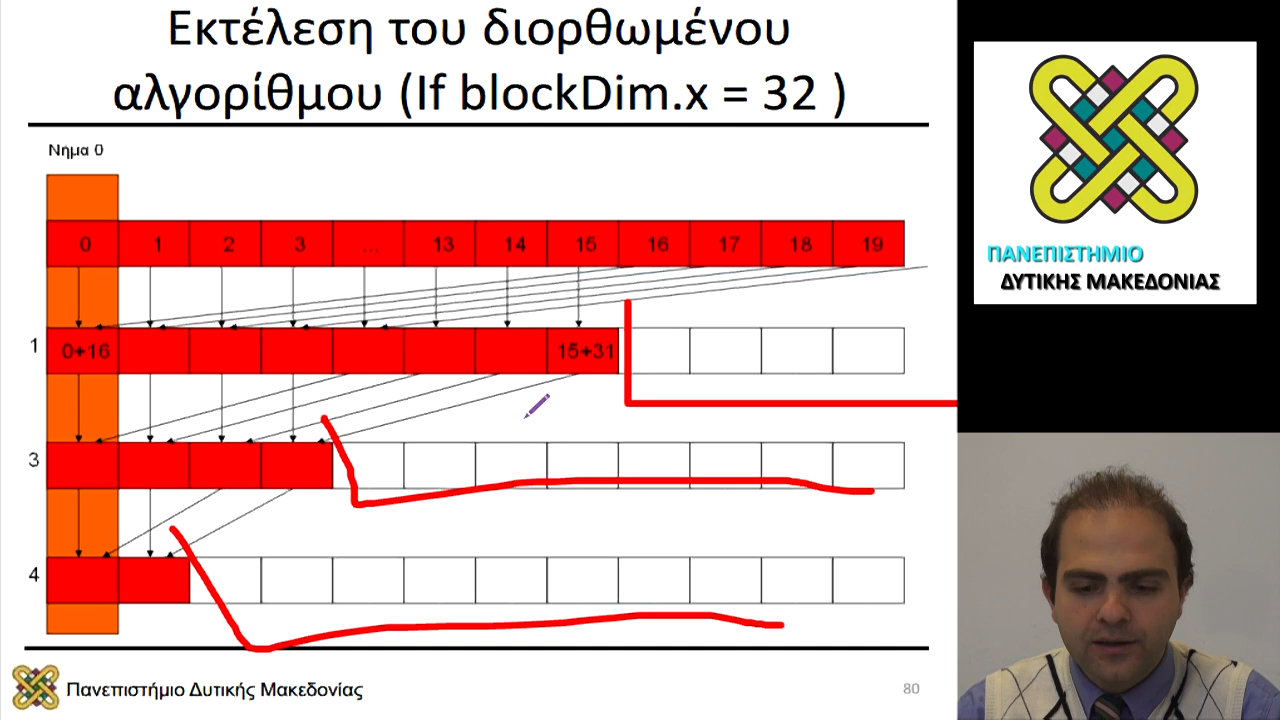 Εκτέλεση του διορθωμένου
αλγορίθμου (If blockDim.x = 32 )
Νήμα 0
0 1 2 3 ... 13 14 15 16 17 18 19
1 0+16 15+31
3
4
Πανεπιστήμιο Δυτικής Μακεδονίας 80
ΠΑΝΕΠΙΣΤΗΜΙΟ
ΔΥΤΙΚΗΣ ΜΑΚΕΔΟΝΙΑΣ